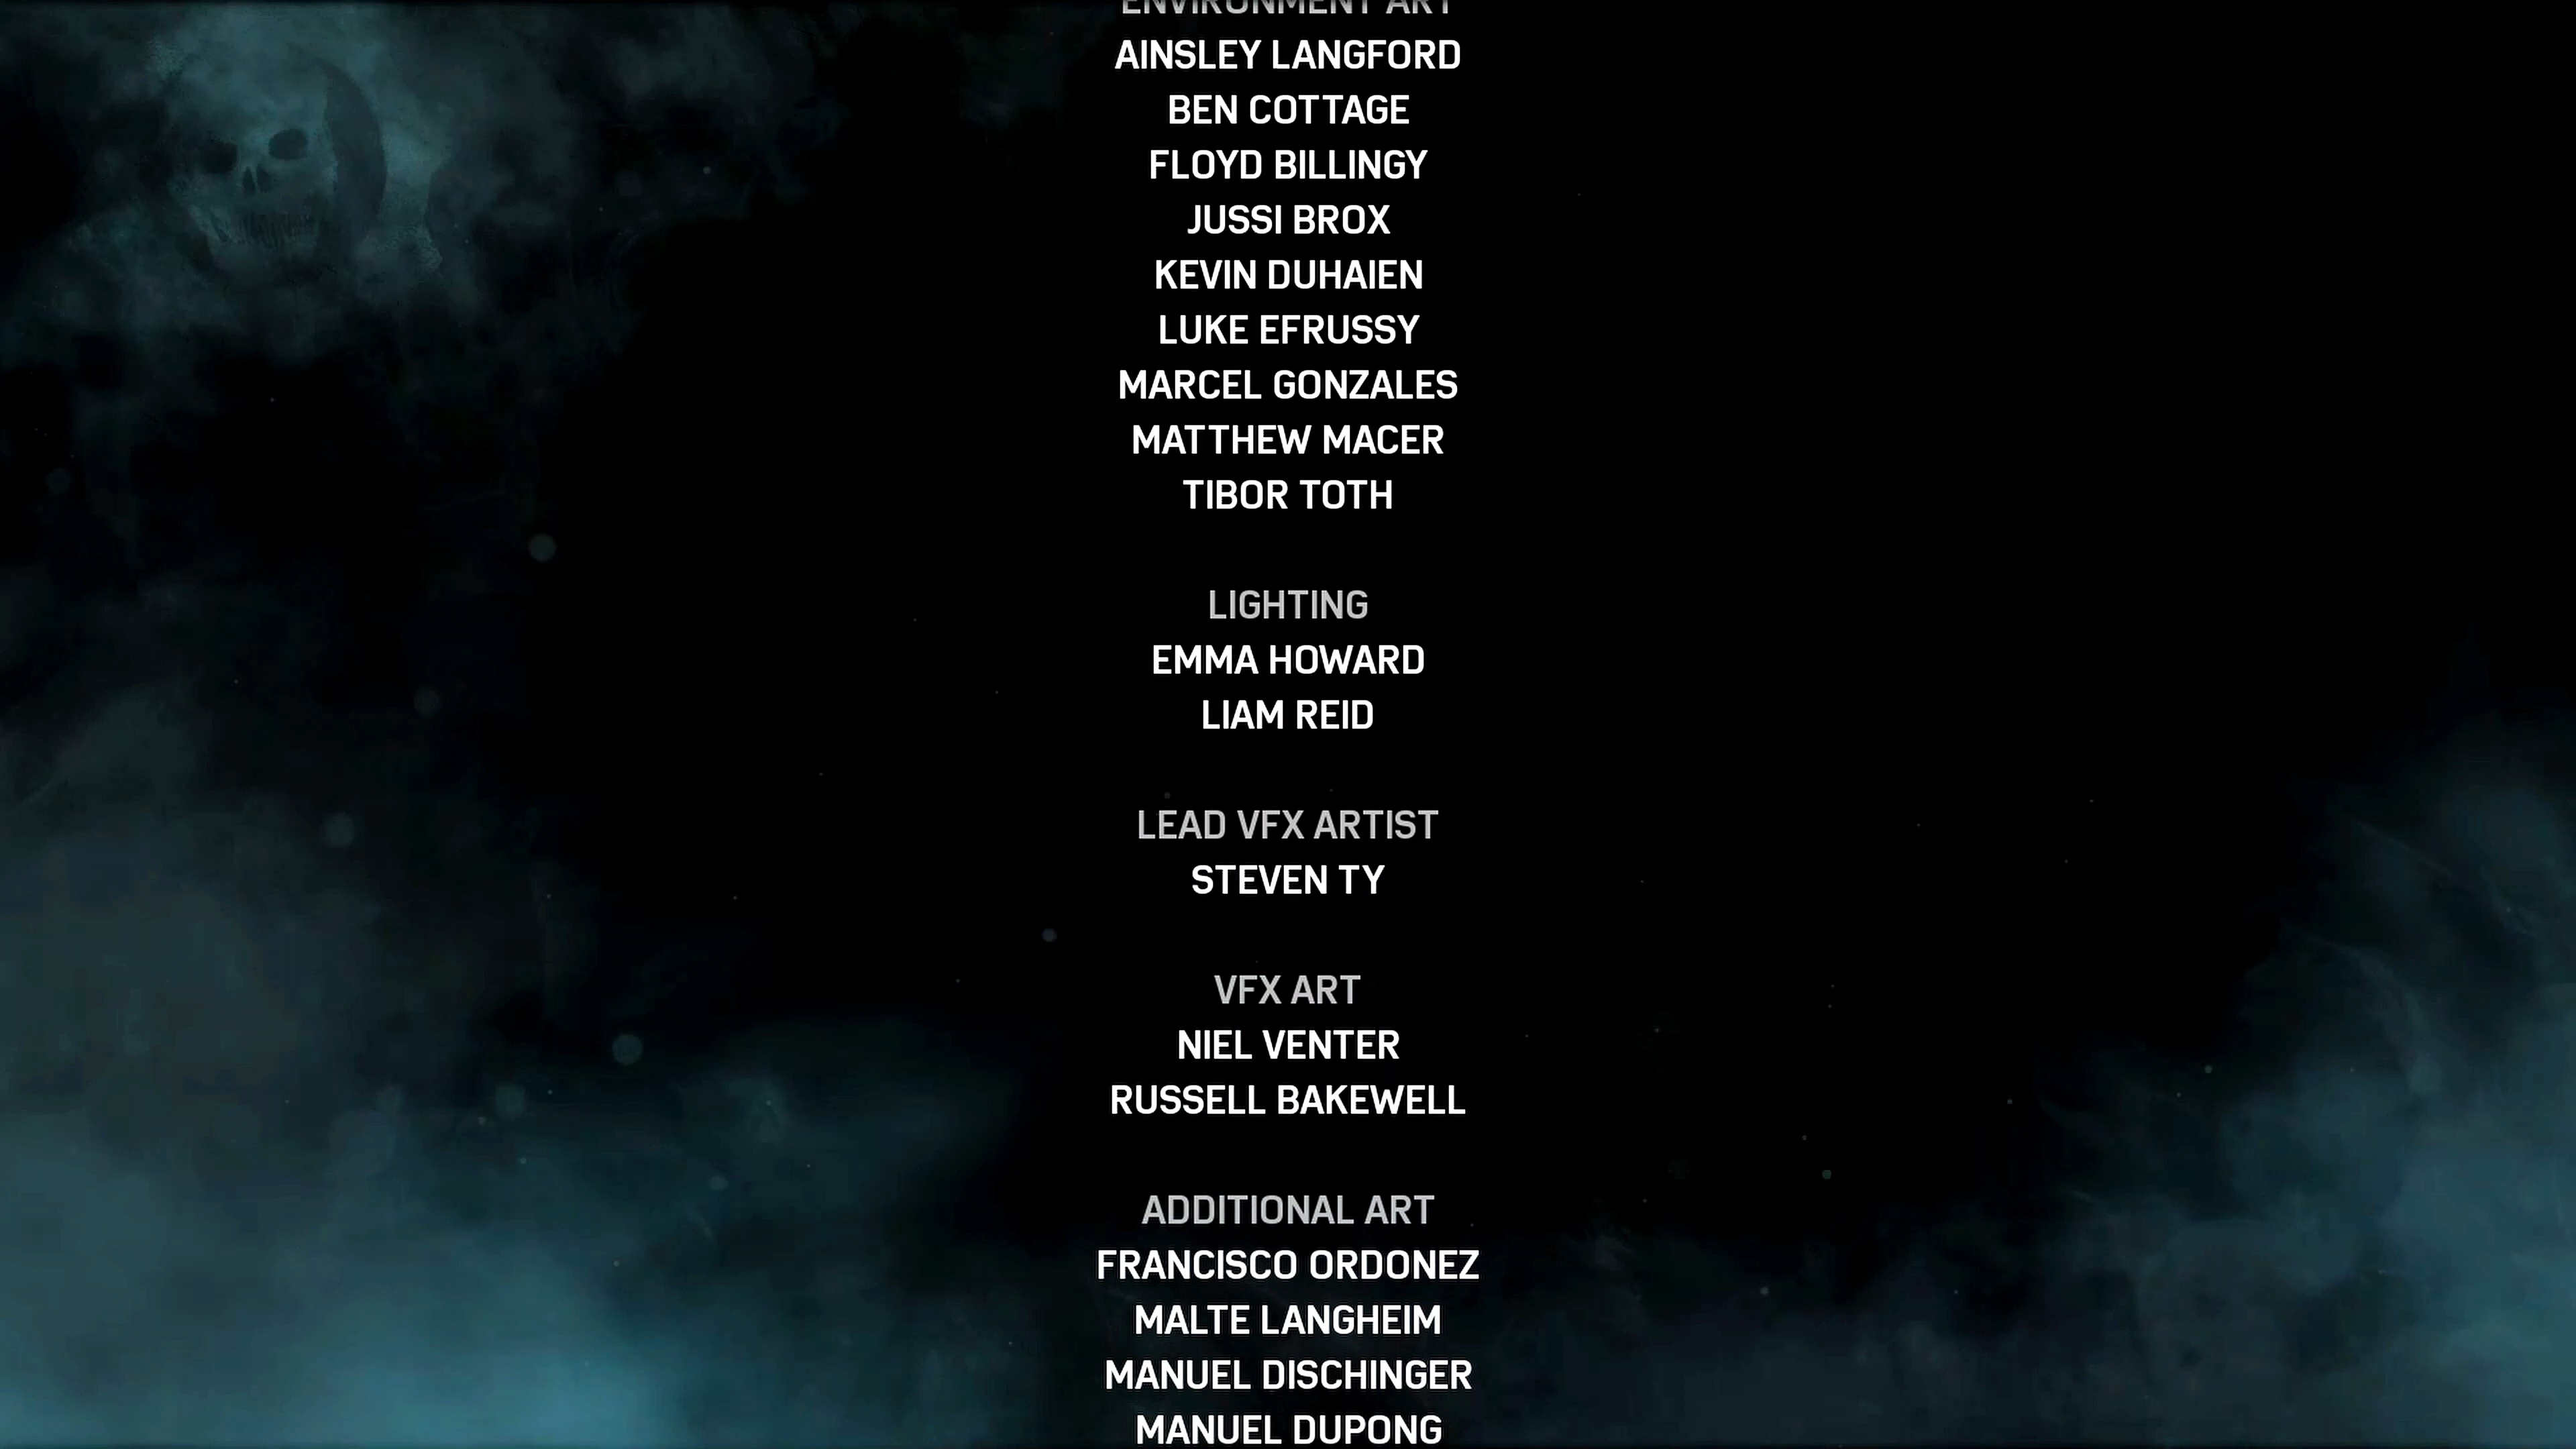 ENVIRONMENT ART
AINSLEY LANGFORD
BEN COTTAGE
FLOYD BILLINGY
JUSSI BROX
KEVIN DUHAIEN
LUKE EFRUSSY
MARCEL GONZALES
MATTHEW MACER
TIBOR TOTH
LIGHTING
EMMA HOWARD
LIAM REID
LEAD VFX ARTIST
STEVEN TY
VFX ART
NIEL VENTER
RUSSELL BAKEWELL
ADDITIONAL ART
FRANCISCO ORDONEZ
MALTE LANGHEIM
MANUEL DISCHINGER
MANUEL DUPONG